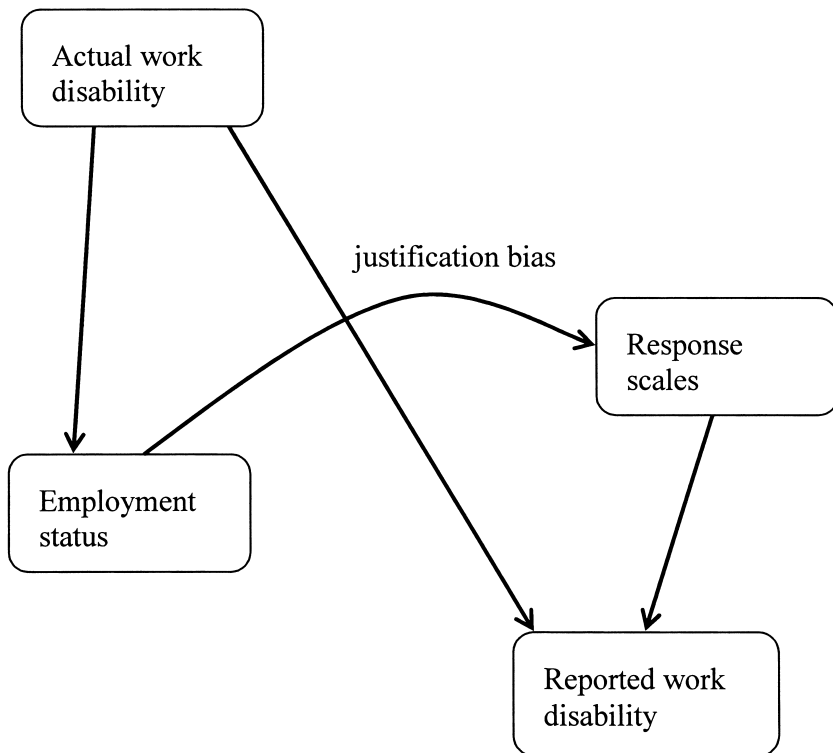 Actual work
disability
justification bias
Response
scales
Employment
status
Reported work
disability